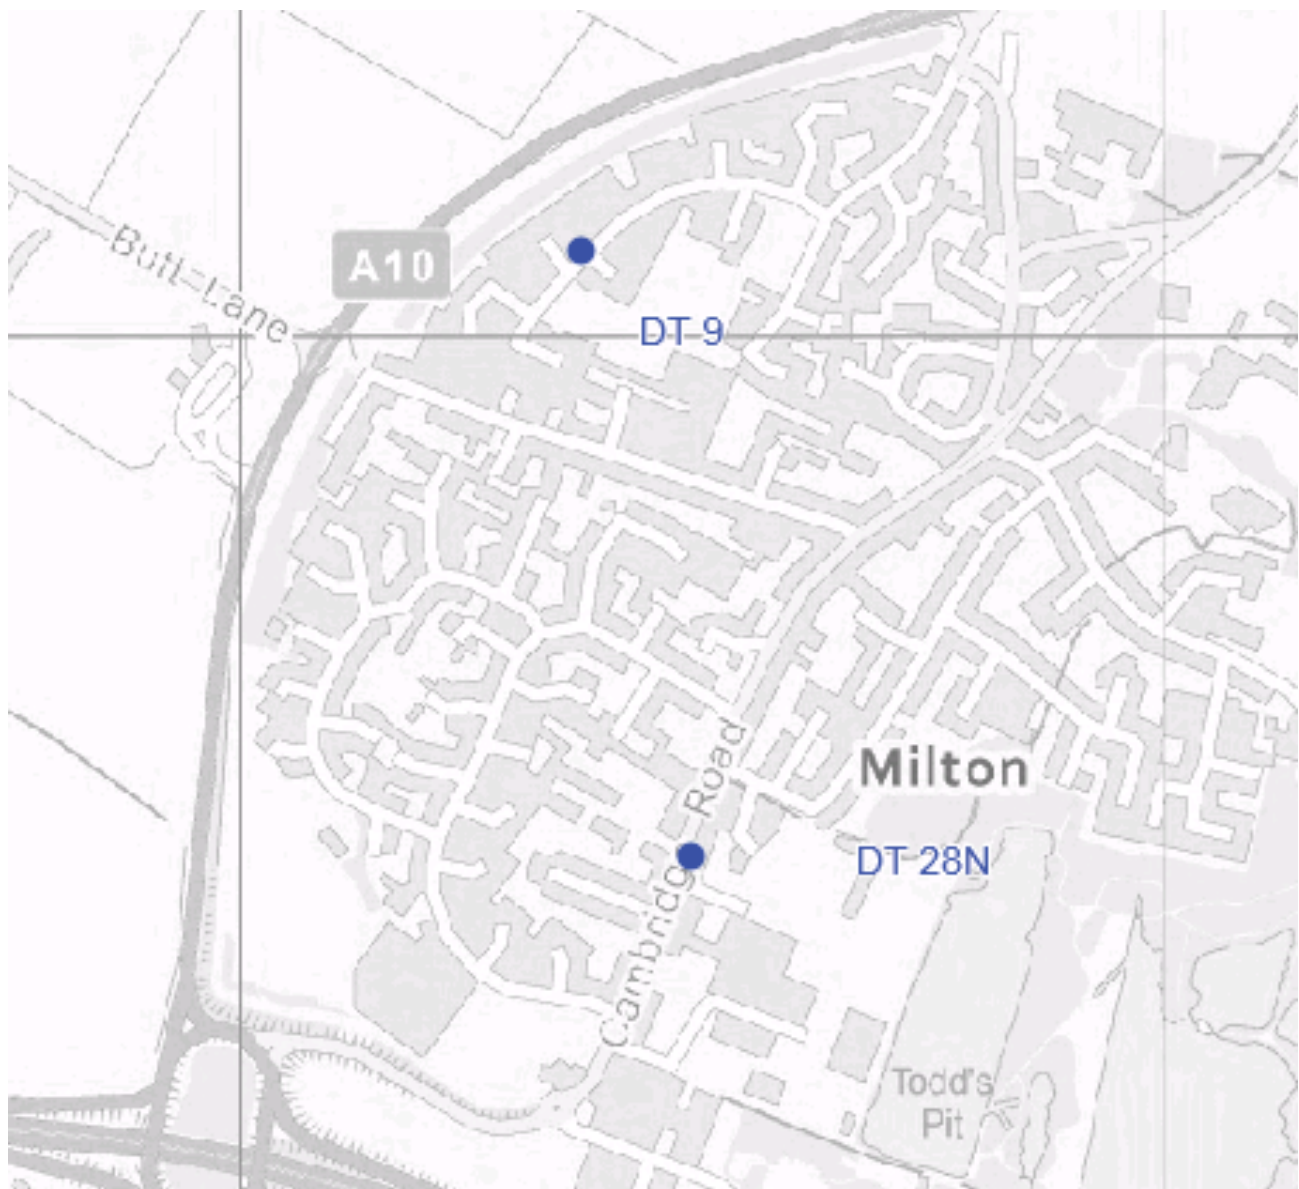 Butt Lane
A10
DT 9
Cambridge Road
Milton
DT 28N
Todd's
Pit